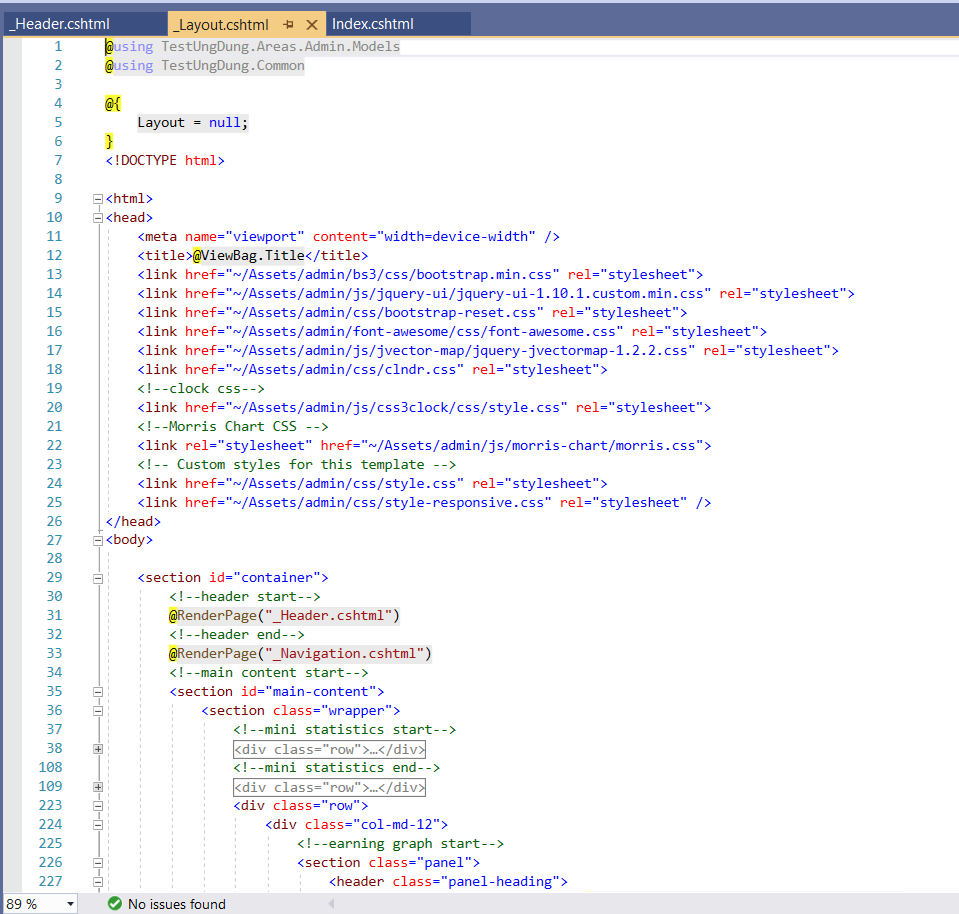 _Header.cshtml _Layout.cshtml Index.cshtml
1 @using TestUngDung.Areas.Admin.Models
2 @using TestUngDung.Common
3
4 @{
5 Layout = null;
6 }
7 <!DOCTYPE html>
8
9 <html>
10 <head>
11 <meta name="viewport" content="width=device-width" />
12 <title>@ViewBag.Title</title>
13 <link href="~/Assets/admin/bs3/css/bootstrap.min.css" rel="stylesheet">
14 <link href="~/Assets/admin/js/jquery-ui/jquery-ui-1.10.1.custom.min.css" rel="stylesheet">
15 <link href="~/Assets/admin/css/bootstrap-reset.css" rel="stylesheet">
16 <link href="~/Assets/admin/font-awesome/css/font-awesome.css" rel="stylesheet">
17 <link href="~/Assets/admin/js/jvector-map/jquery-jvectormap-1.2.2.css" rel="stylesheet">
18 <link href="~/Assets/admin/css/clndr.css" rel="stylesheet">
19 <!--clock css-->
20 <link href="~/Assets/admin/js/css3clock/css/style.css" rel="stylesheet">
21 <!--Morris Chart CSS -->
22 <link rel="stylesheet" href="~/Assets/admin/js/morris-chart/morris.css">
23 <!-- Custom styles for this template -->
24 <link href="~/Assets/admin/css/style.css" rel="stylesheet">
25 <link href="~/Assets/admin/css/style-responsive.css" rel="stylesheet" />
26 </head>
27 <body>
28
29 <section id="container">
30 <!--header start-->
31 @RenderPage("_Header.cshtml")
32 <!--header end-->
33 @RenderPage("_Navigation.cshtml")
34 <!--main content start-->
35 <section id="main-content">
36 <section class="wrapper">
37 <!--mini statistics start-->
38 <div class="row">…</div>
108 <!--mini statistics end-->
109 <div class="row">…</div>
223 <div class="row">
224 <div class="col-md-12">
225 <!--earning graph start-->
226 <section class="panel">
227 <header class="panel-heading">
89 % No issues found